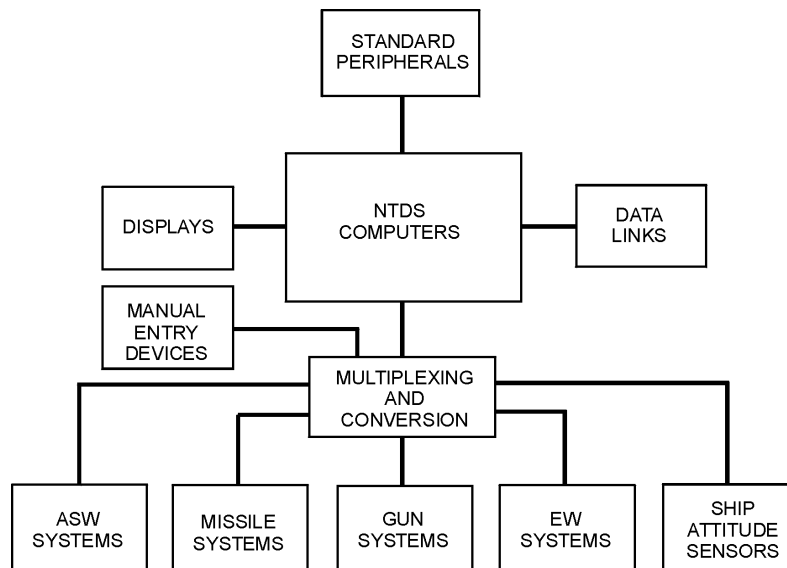 STANDARD
PERIPHERALS
NTDS
COMPUTERS
DISPLAYS
DATA
LINKS
MANUAL
ENTRY
DEVICES
MULTIPLEXING
AND
CONVERSION
ASW
SYSTEMS
MISSILE
SYSTEMS
GUN
SYSTEMS
EW
SYSTEMS
SHIP
ATTITUDE
SENSORS